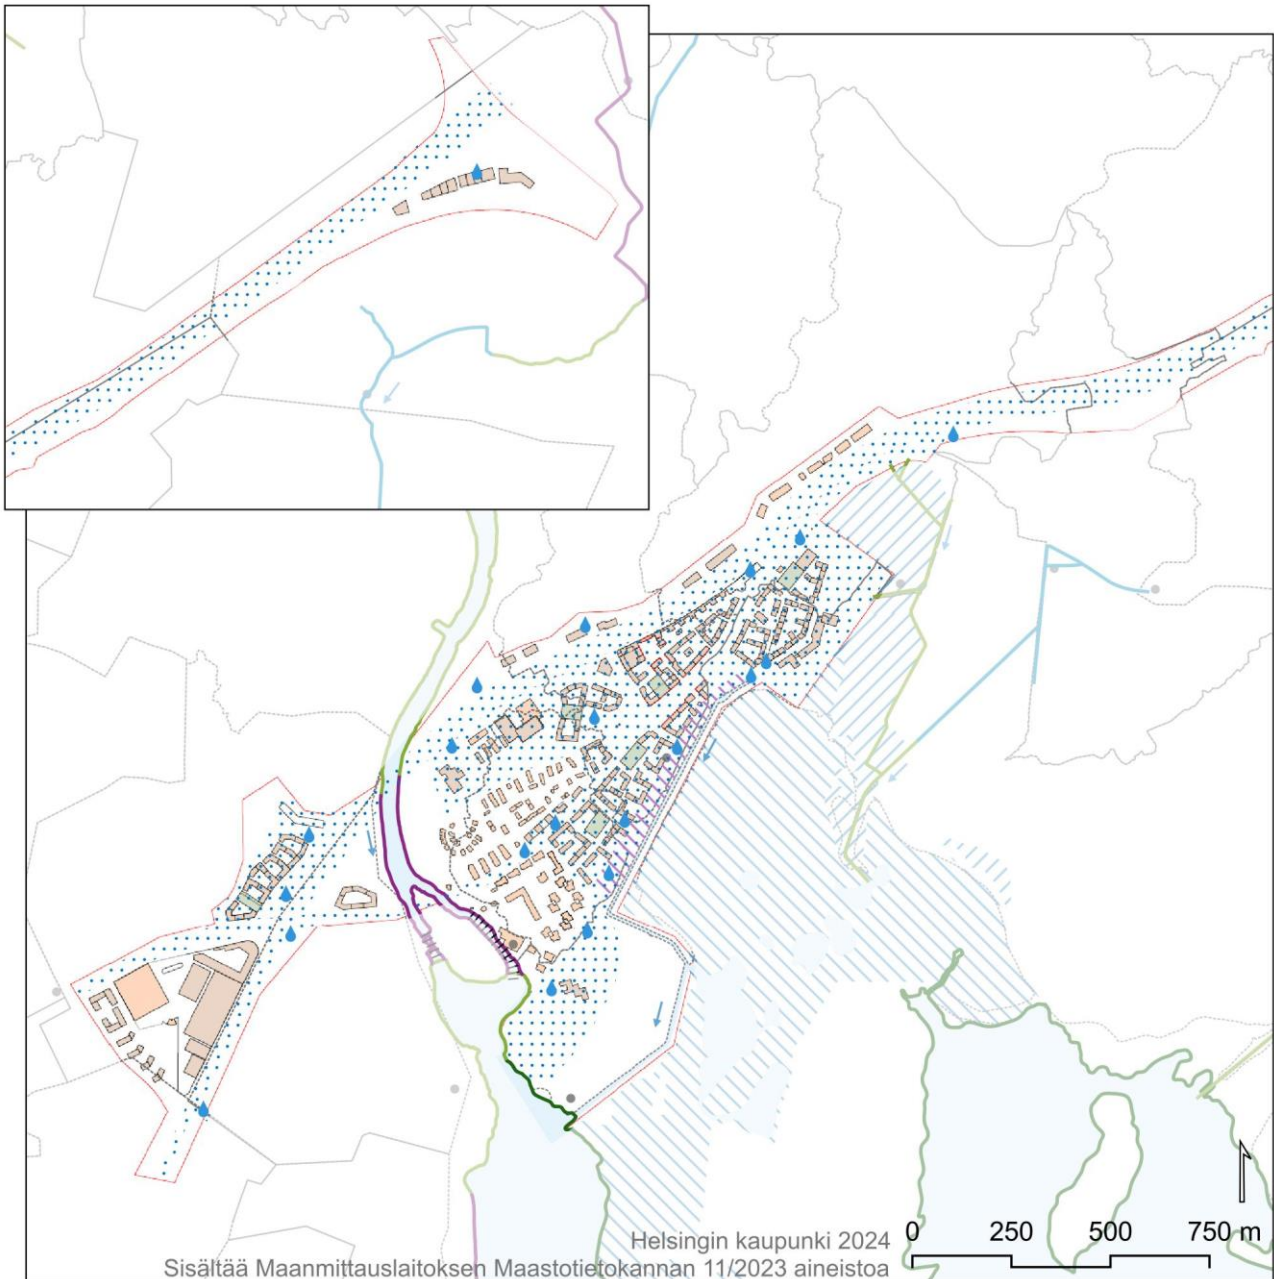 Helsingin kaupunki 2024
Sisältää Maanmittauslaitoksen Maastotietokannan 11/2023 aineistoa
0 250 500 750 m